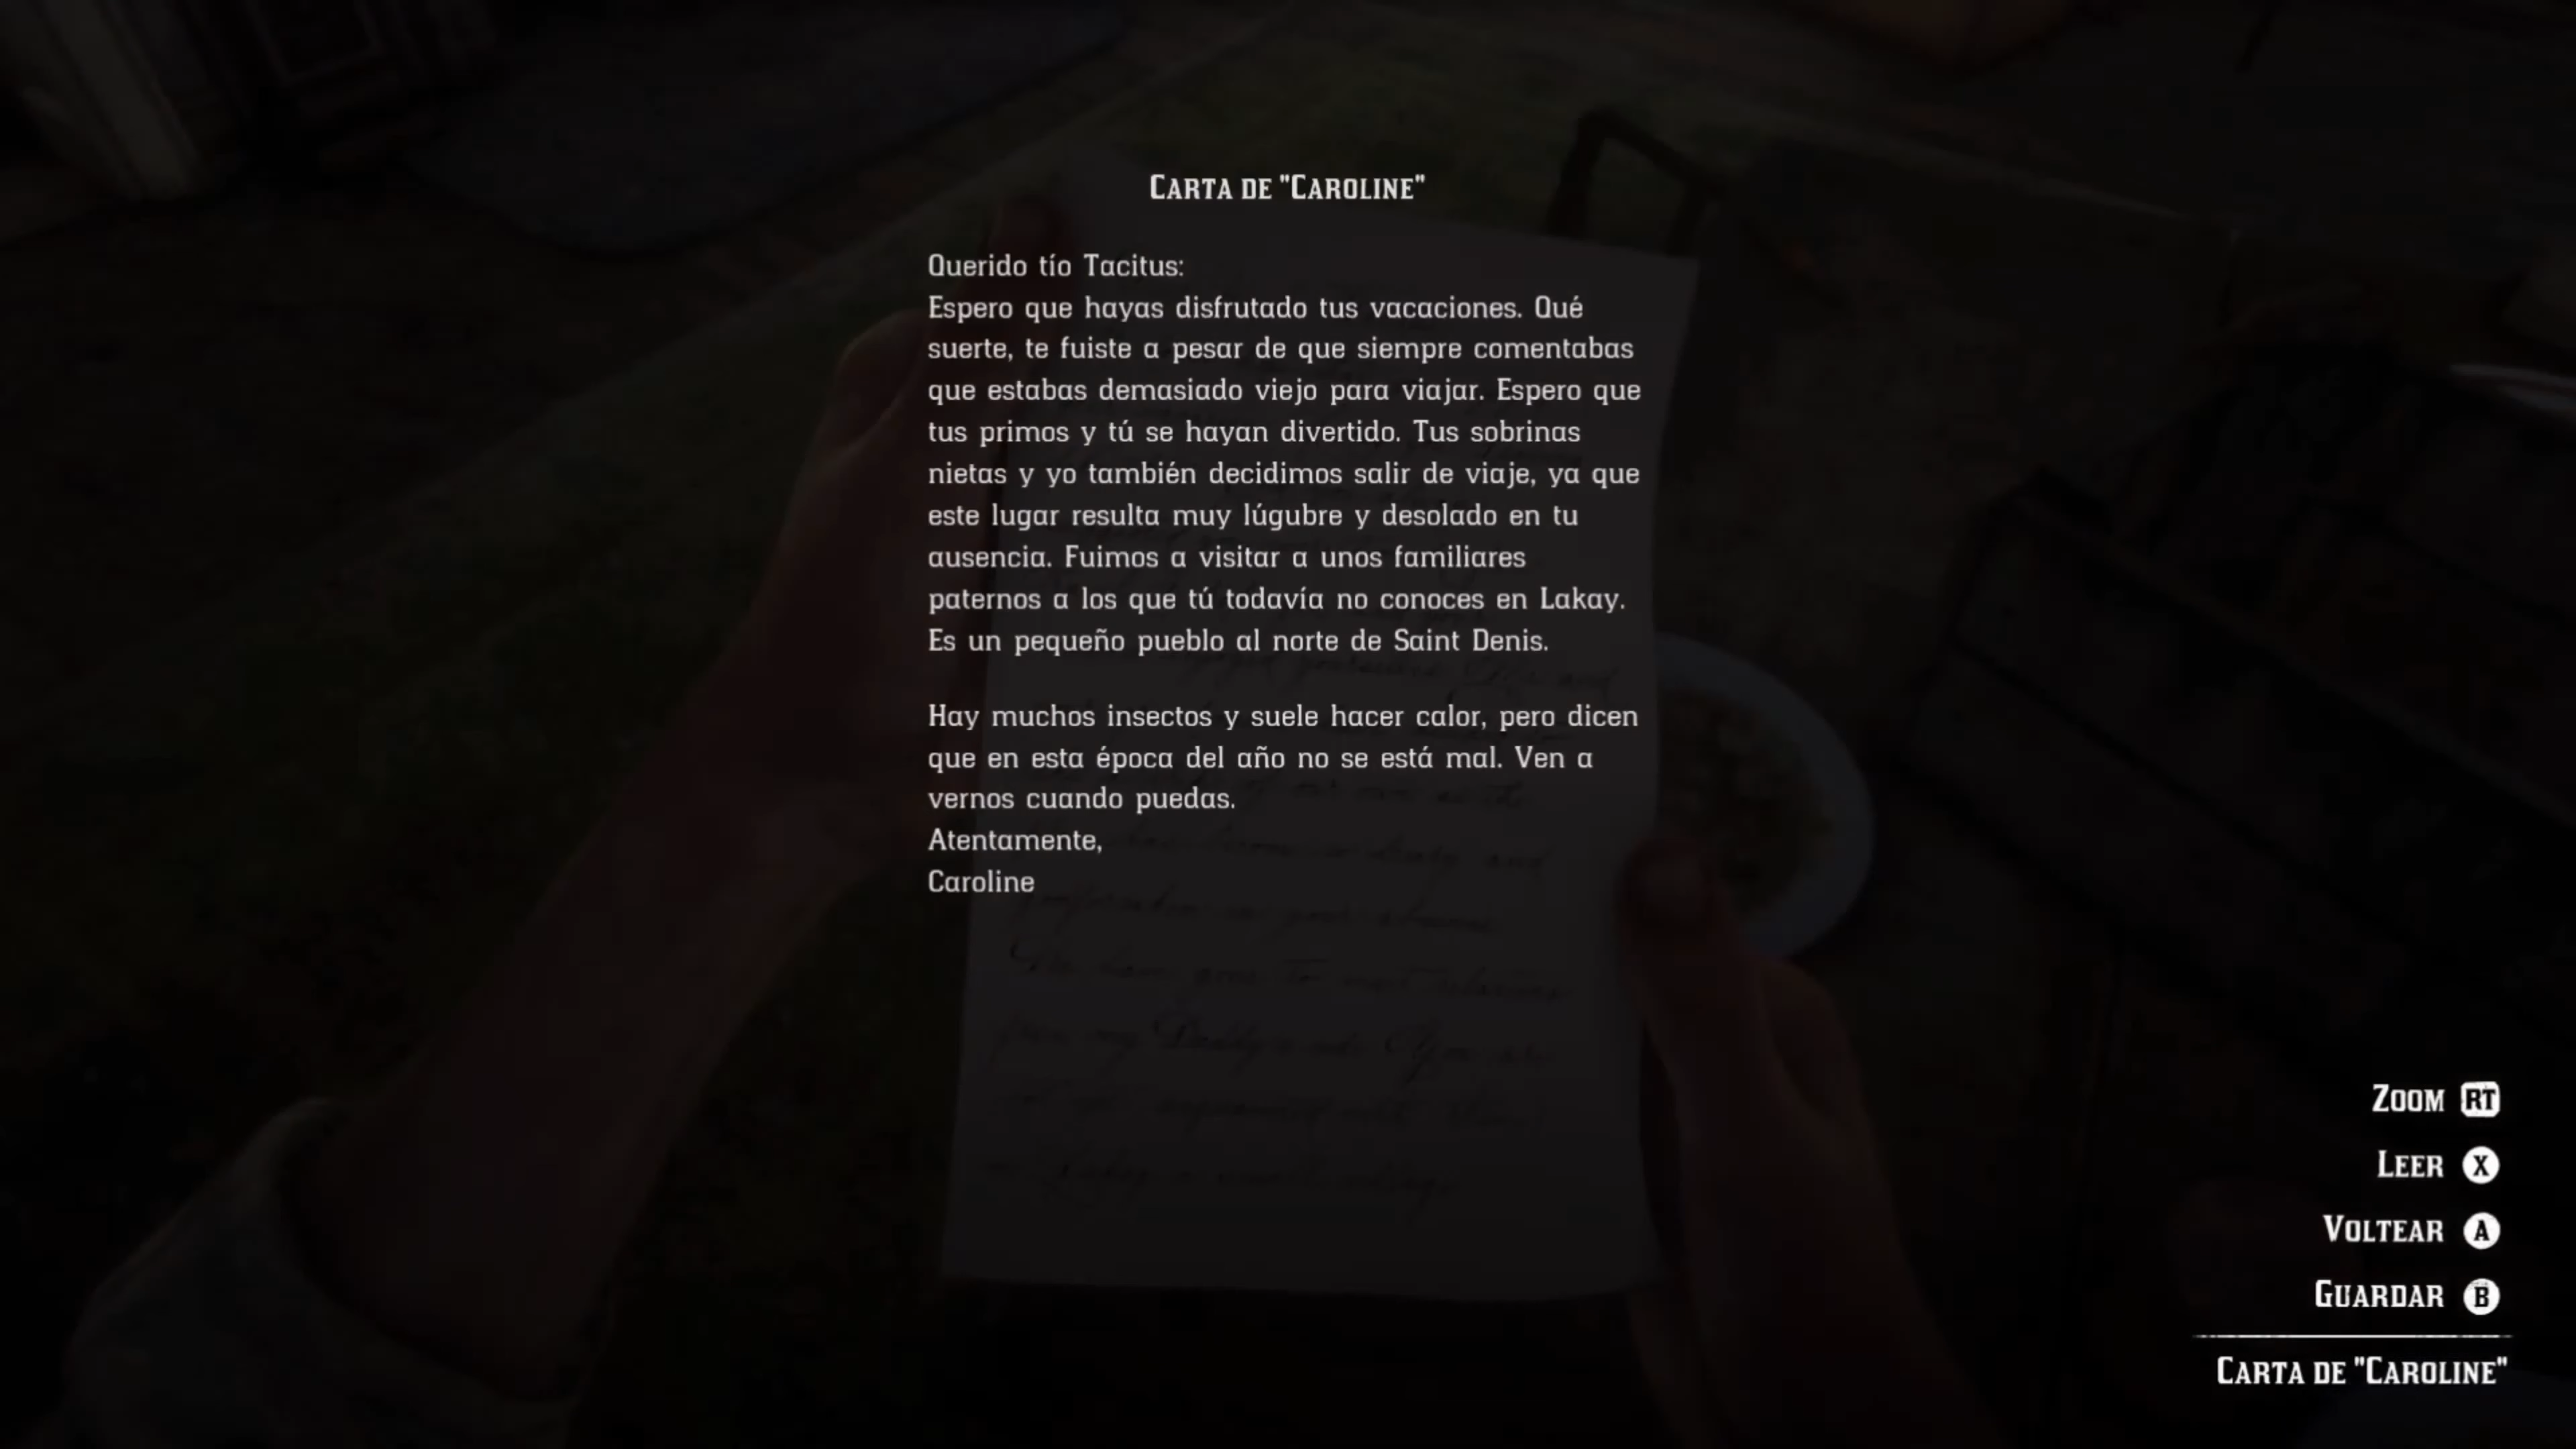 Carta de "Caroline"
Querido tío Tacitus:
Espero que hayas disfrutado tus vacaciones. Qué
suerte, te fuiste a pesar de que siempre comentabas
que estabas demasiado viejo para viajar. Espero que
tus primos y tú se hayan divertido. Tus sobrinas
nietas y yo también decidimos salir de viaje, ya que
este lugar resulta muy lúgubre y desolado en tu
ausencia. Fuimos a visitar a unos familiares
paternos a los que tú todavía no conoces en Lakay.
Es un pequeño pueblo al norte de Saint Denis.
Hay muchos insectos y suele hacer calor, pero dicen
que en esta época del año no se está mal. Ven a
vernos cuando puedas.
Atentamente,
Caroline
Zoom RT
Leer X
Voltear A
Guardar B
Carta de "Caroline"